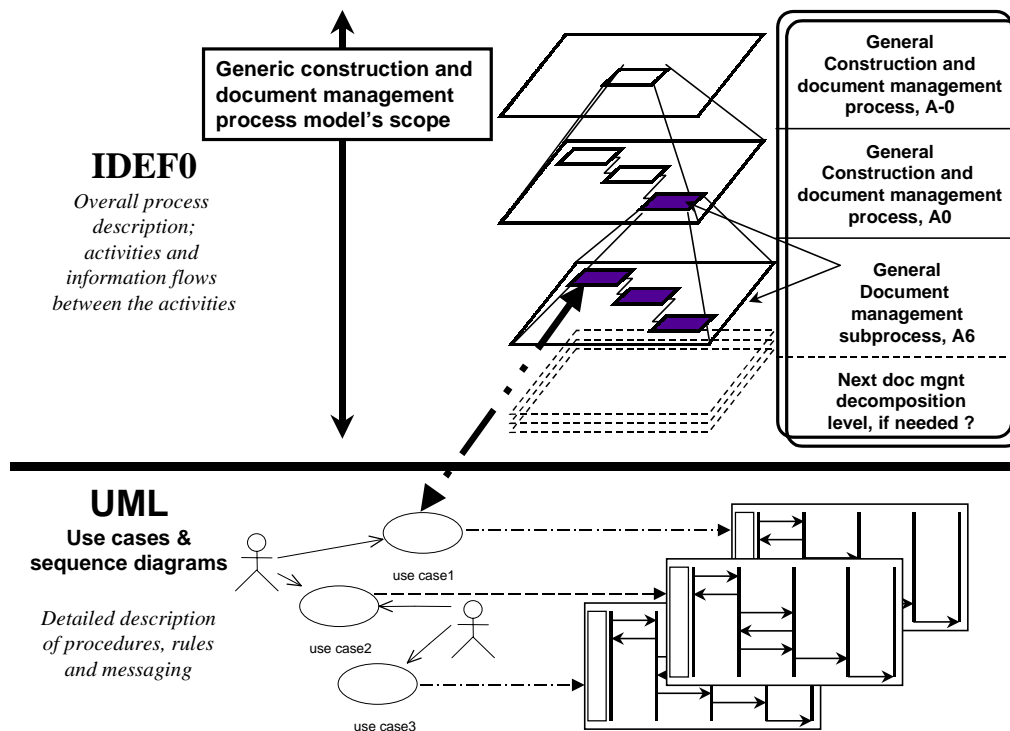 Generic construction and
document management
process model's scope
IDEF0
Overall process
description;
activities and
information flows
between the activities
General
Construction and
document management
process, A-0
General
Construction and
document management
process, A0
General
Document
management
subprocess, A6
Next doc mgnt
decomposition
level, if needed ?
UML
Use cases &
sequence diagrams
Detailed description
of procedures, rules
and messaging
use case1
use case2
use case3